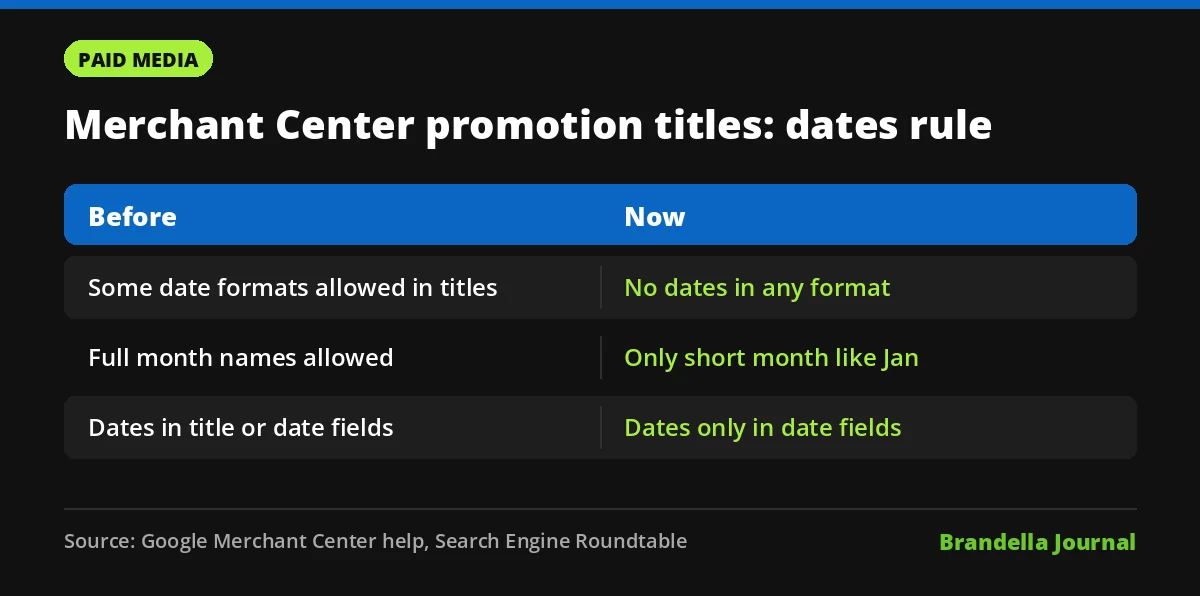 PAID MEDIA
Merchant Center promotion titles: dates rule
Before Now
Some date formats allowed in titles No dates in any format
Full month names allowed Only short month like Jan
Dates in title or date fields Dates only in date fields
Source: Google Merchant Center help, Search Engine Roundtable Brandella Journal